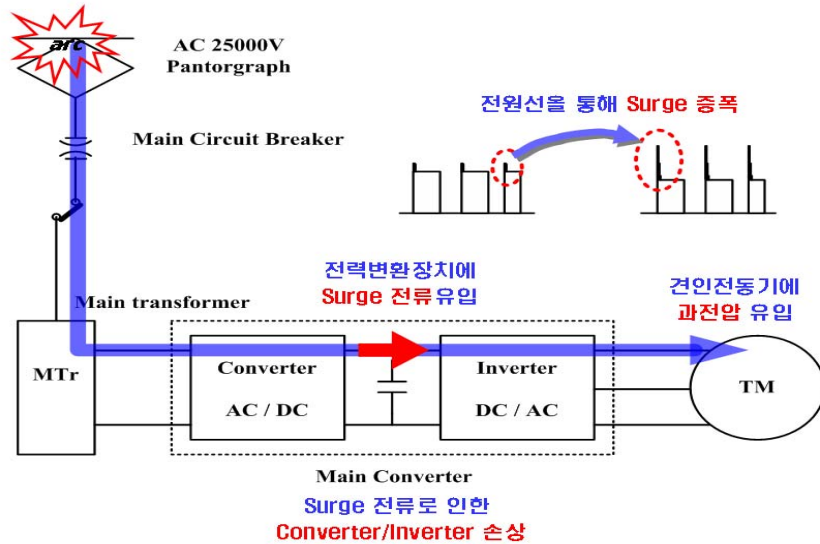 arc
AC 25000V
Pantorgraph
Main Circuit Breaker
전원선을 통해 Surge 증폭
전력변환장치에
Surge 전류유입
견인전동기에
과전압 유입
Main transformer
MTr
Converter
AC / DC
Inverter
DC / AC
TM
Main Converter
Surge 전류로 인한
Converter/Inverter 손상